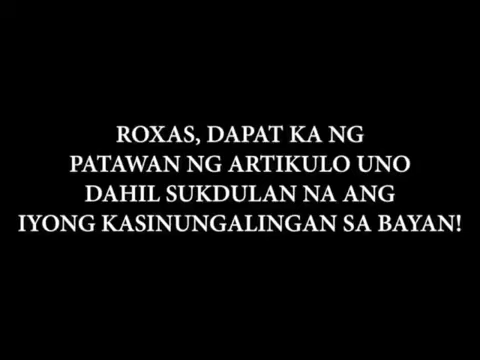 ROXAS, DAPAT KA NG
PATAWAN NG ARTIKULO UNO
DAHIL SUKDULAN NA ANG
IYONG KASINUNGALINGAN SA BAYAN!